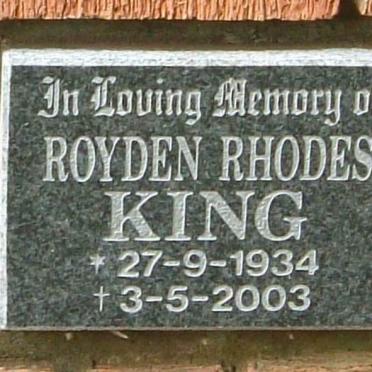 In Loving Memory o
ROYDEN RHODES
KING
* 27-9-1934
† 3-5-2003